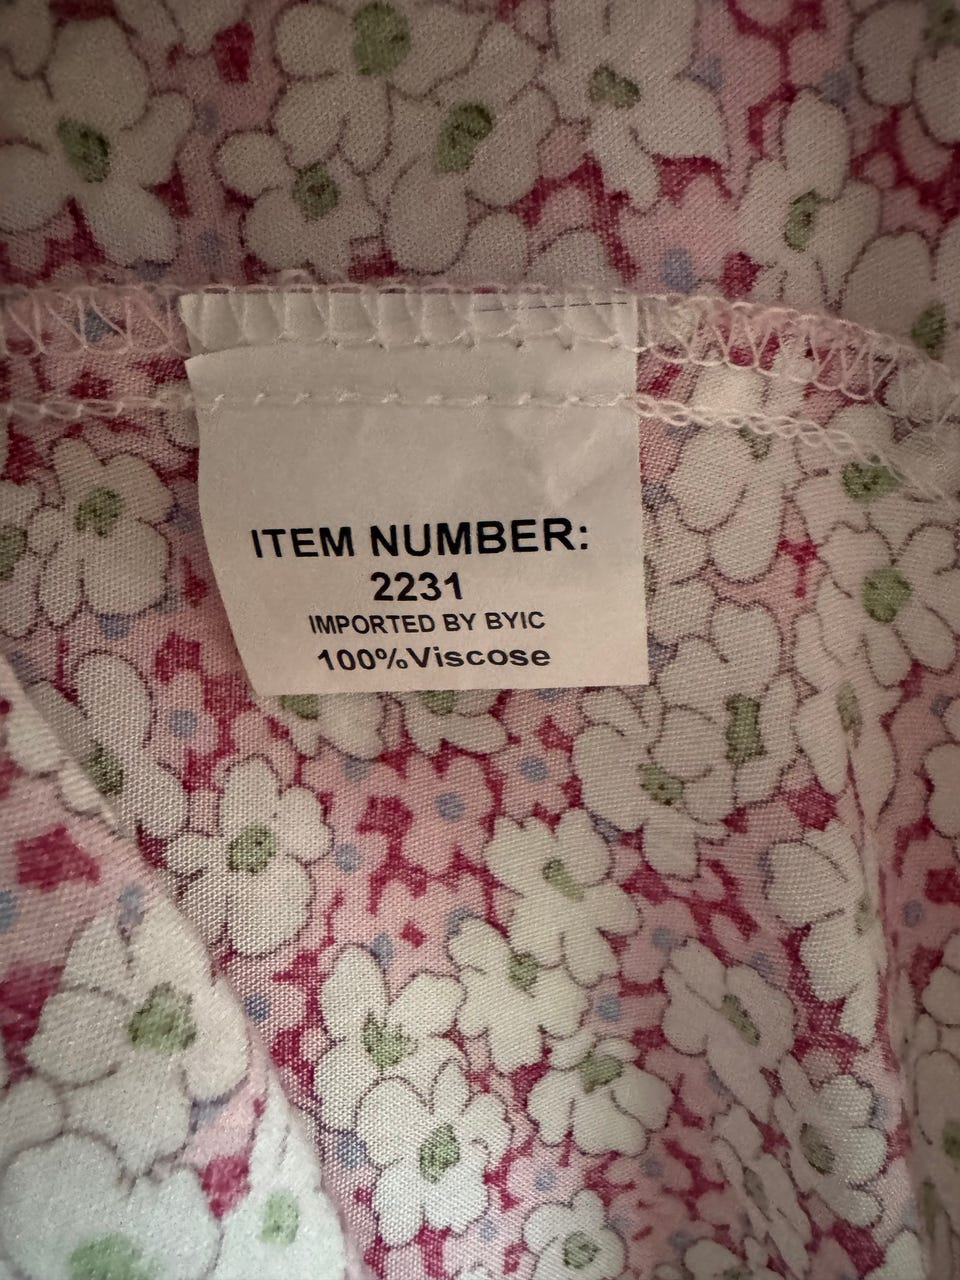 ITEM NUMBER:
2231
IMPORTED BY BYIC
100%Viscose